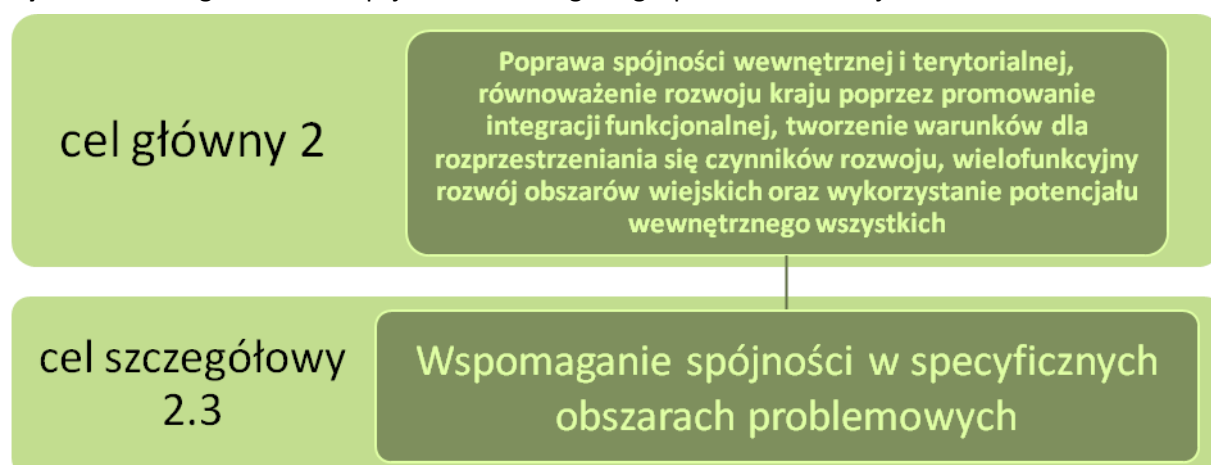 cel główny 2
Poprawa spójności wewnętrznej i terytorialnej,
równoważenie rozwoju kraju poprzez promowanie
integracji funkcjonalnej, tworzenie warunków dla
rozprzestrzeniania się czynników rozwoju, wielofunkcyjny
rozwój obszarów wiejskich oraz wykorzystanie potencjału
wewnętrznego wszystkich
cel szczegółowy
2.3
Wspomaganie spójności w specyficznych
obszarach problemowych